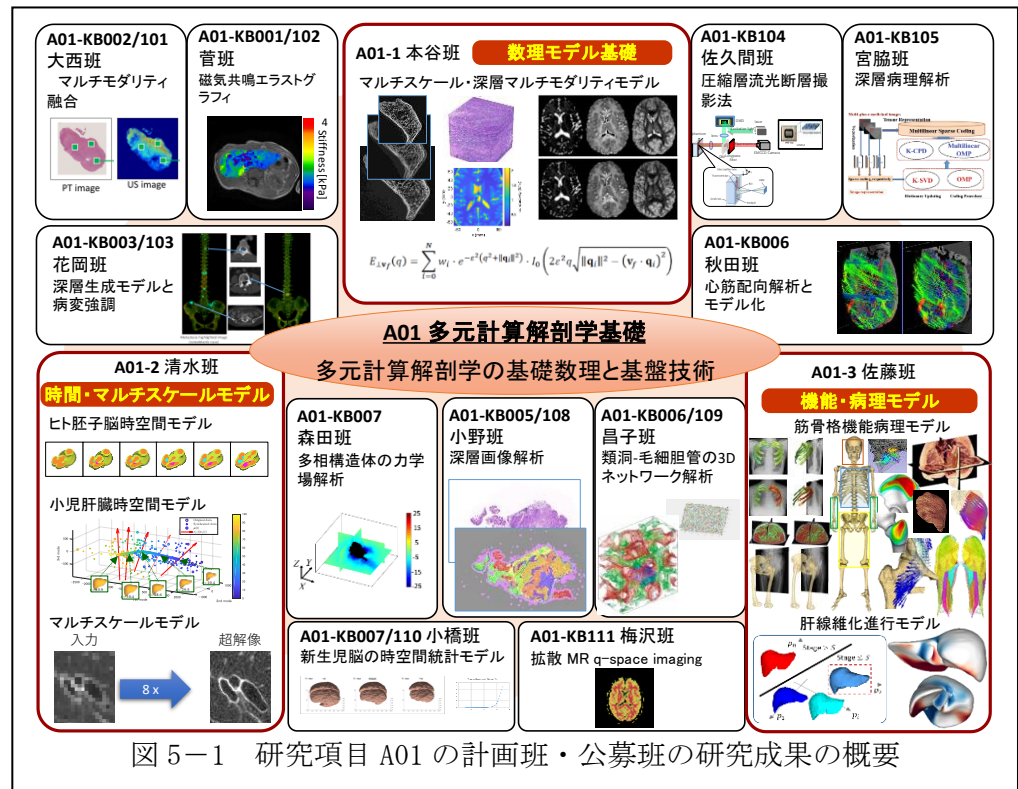 A01-KB002/101
大西班
マルチモダリティ
融合
PT image
US image
A01-KB001/102
菅班
磁気共鳴エラストグ
ラフィ
4
Stiffness [kPa]
A01-1 本谷班
数理モデル基礎
マルチスケール・深層マルチモダリティモデル
A01-KB104
佐久間班
圧縮層流光断層撮
影法
A01-KB105
宮脇班
深層病理解析
Tensor Representation
Multilinear Sparse Coding
K-CPD
Multilinear
OMP
K-SVD
OMP
Dictionary Updating
Coding Procedure
A01-KB003/103
花岡班
深層生成モデルと
病変強調
A01-KB006
秋田班
心筋配向解析と
モデル化
A01 多元計算解剖学基礎
多元計算解剖学の基礎数理と基盤技術
A01-2 清水班
時間・マルチスケールモデル
ヒト胚子脳時空間モデル
小児肝臓時空間モデル
マルチスケールモデル
入力
超解像
8 x
A01-KB007
森田班
多相構造体の力学
場解析
25
15
5
-5
-15
-25
Z
Y
X
A01-KB005/108
小野班
深層画像解析
A01-KB006/109
昌子班
類洞-毛細胆管の3D
ネットワーク解析
A01-3 佐藤班
機能・病理モデル
筋骨格機能病理モデル
肝線維化進行モデル
Stage ≥ S
Stage ≤ S
A01-KB007/110 小橋班
新生児脳の時空間統計モデル
A01-KB111 梅沢班
拡散 MR q-space imaging
図 5－1 研究項目 A01 の計画班・公募班の研究成果の概要